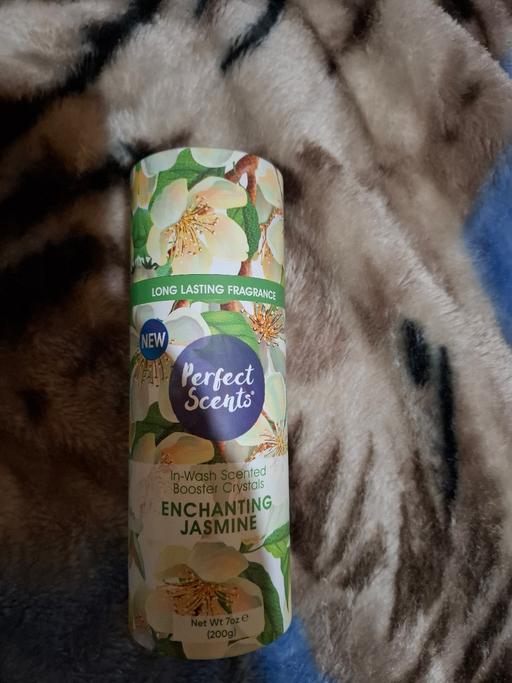 LONG LASTING FRAGRANCE
NEW
Perfect
Scents®
In-Wash Scented
Booster Crystals
ENCHANTING
JASMINE
Net Wt 7oz ℮
(200g)